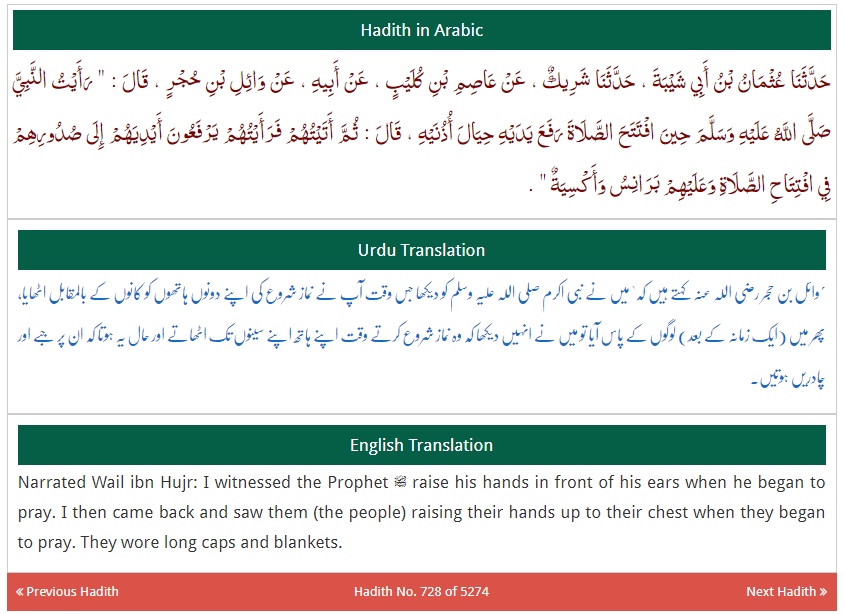 Hadith in Arabic
حَدَّثَنَا عُثْمَانُ بْنُ أَبِي شَيْبَةَ ، حَدَّثَنَا شَرِيكٌ ، عَنْ عَاصِمِ بْنِ كُلَيْبٍ ، عَنْ أَبِيهِ ، عَنْ وَائِلِ بْنِ حُجْرٍ ، قَالَ : " رَأَيْتُ النَّبِيَّ
صَلَّى اللَّهُ عَلَيْهِ وَسَلَّمَ حِينَ افْتَتَحَ الصَّلَاةَ رَفَعَ يَدَيْهِ حِيَالَ أُذُنَيْهِ ، قَالَ : ثُمَّ أَتَيْتُهُمْ فَرَأَيْتُهُمْ يَرْفَعُونَ أَيْدِيَهُمْ إِلَى صُدُورِهِمْ
فِي افْتِتَاحِ الصَّلَاةِ وَعَلَيْهِمْ بَرَانِسُ وَأَكْسِيَةٌ " .
Urdu Translation
´وائل بن حجر رضی اللہ عنہ کہتے ہیں کہ` میں نے نبی اکرم صلی اللہ علیہ وسلم کو دیکھا جس وقت آپ نے نماز شروع کی اپنے دونوں ہاتھوں کو کانوں کے بالمقابل اٹھایا،
پھر میں (ایک زمانہ کے بعد) لوگوں کے پاس آیا تو میں نے انہیں دیکھا کہ وہ نماز شروع کرتے وقت اپنے ہاتھ اپنے سینوں تک اٹھاتے اور حال یہ ہوتا کہ ان پر جبے اور
چادریں ہوتیں۔
English Translation
Narrated Wail ibn Hujr: I witnessed the Prophet ﷺ raise his hands in front of his ears when he began to
pray. I then came back and saw them (the people) raising their hands up to their chest when they began
to pray. They wore long caps and blankets.
« Previous Hadith Hadith No. 728 of 5274 Next Hadith »